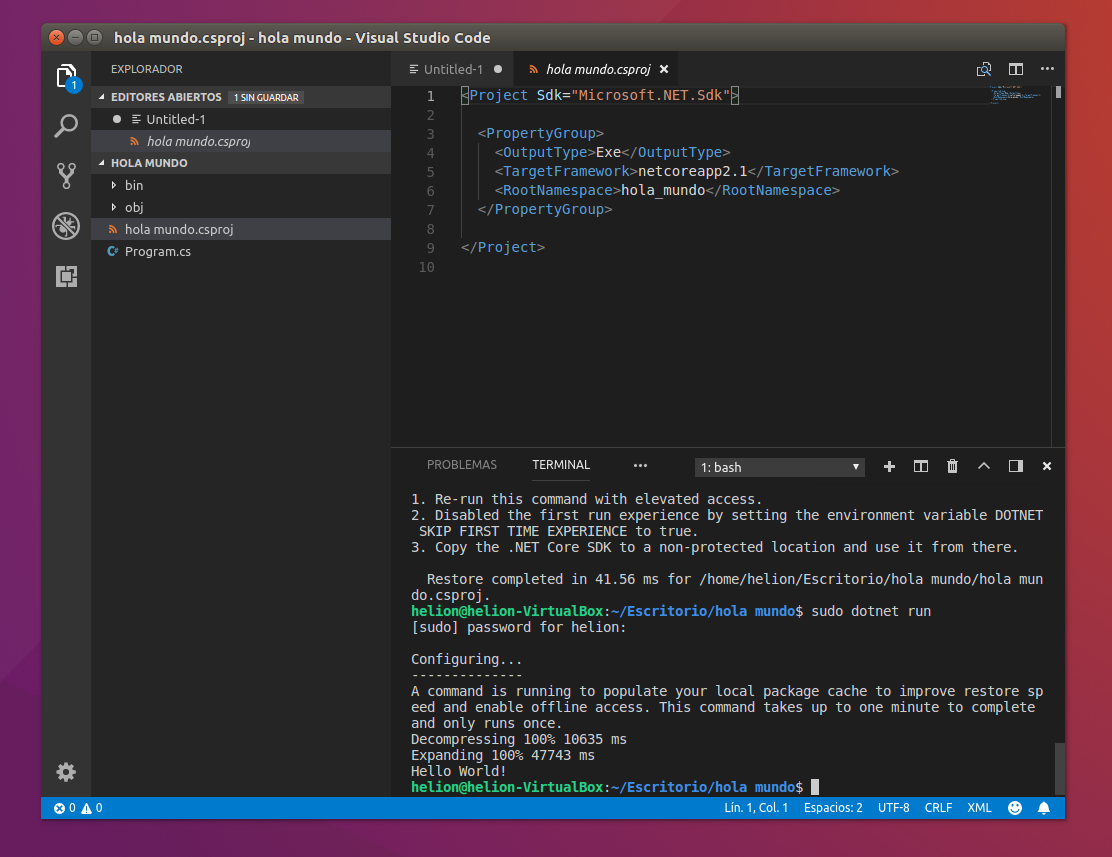 hola mundo.csproj - hola mundo - Visual Studio Code
1
EXPLORADOR
EDITORES ABIERTOS 1 SIN GUARDAR
Untitled-1
hola mundo.csproj
HOLA MUNDO
bin
obj
hola mundo.csproj
Program.cs
Untitled-1 hola mundo.csproj
1 <Project Sdk="Microsoft.NET.Sdk">
2
3 <PropertyGroup>
4 <OutputType>Exe</OutputType>
5 <TargetFramework>netcoreapp2.1</TargetFramework>
6 <RootNamespace>hola_mundo</RootNamespace>
7 </PropertyGroup>
8
9 </Project>
10
PROBLEMAS TERMINAL ••• 1: bash
1. Re-run this command with elevated access.
2. Disabled the first run experience by setting the environment variable DOTNET
SKIP FIRST TIME EXPERIENCE to true.
3. Copy the .NET Core SDK to a non-protected location and use it from there.
Restore completed in 41.56 ms for /home/helion/Escritorio/hola mundo/hola mun
do.csproj.
helion@helion-VirtualBox:~/Escritorio/hola mundo$ sudo dotnet run
[sudo] password for helion:
Configuring...
--------------
A command is running to populate your local package cache to improve restore sp
eed and enable offline access. This command takes up to one minute to complete
and only runs once.
Decompressing 100% 10635 ms
Expanding 100% 47743 ms
Hello World!
helion@helion-VirtualBox:~/Escritorio/hola mundo$
0 0 Lín. 1, Col. 1 Espacios: 2 UTF-8 CRLF XML